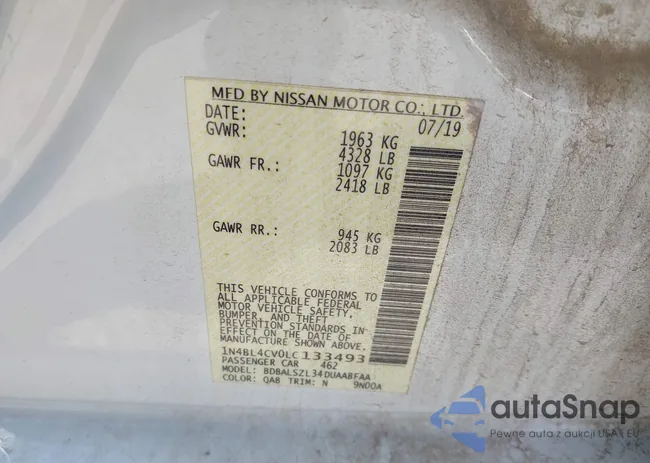 MFD BY NISSAN MOTOR CO., LTD.
DATE: 07/19
GVWR: 1963 KG
4328 LB
GAWR FR.: 1097 KG
2418 LB
GAWR RR.: 945 KG
2083 LB
THIS VEHICLE CONFORMS TO
ALL APPLICABLE FEDERAL
MOTOR VEHICLE SAFETY,
BUMPER, AND THEFT
PREVENTION STANDARDS IN
EFFECT ON THE DATE OF
MANUFACTURE SHOWN ABOVE.
1N4BL4CV0LC133493
PASSENGER CAR 462
MODEL: BDBALSZL34DUAABFAA
COLOR: QAB TRIM: N 9N00A
autoSnap
Pewne auta z aukcji USA i EU